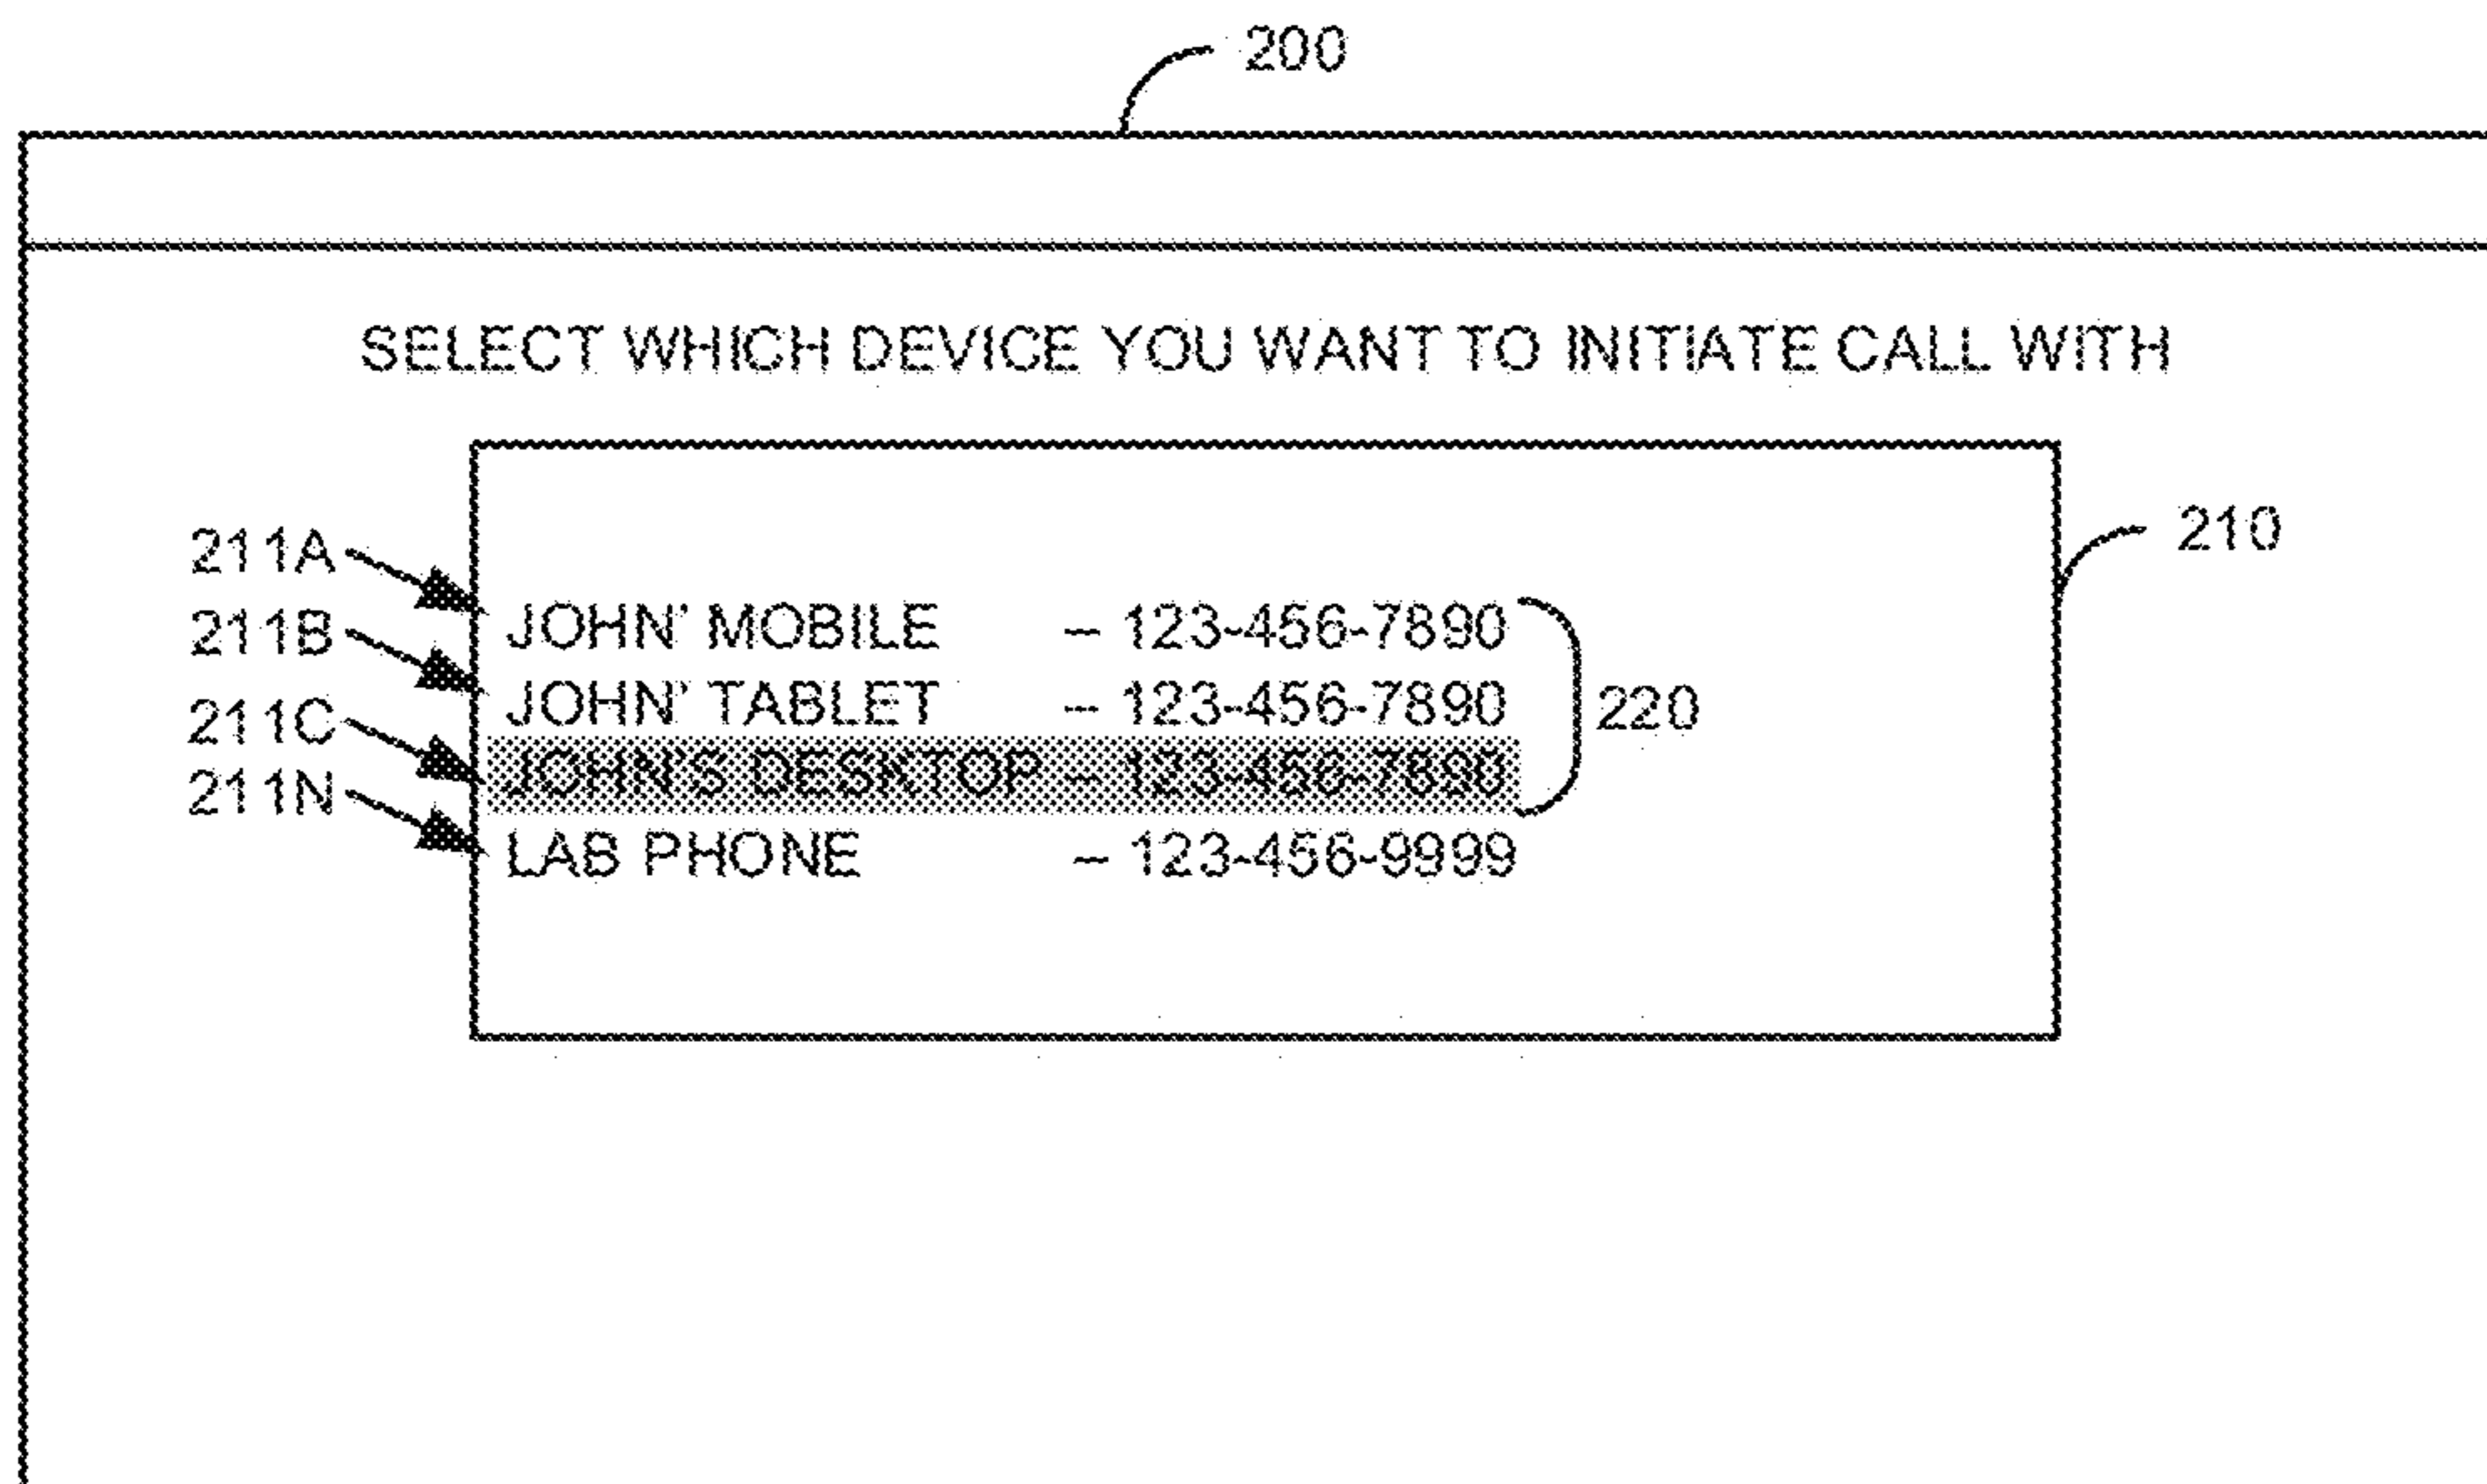 200
SELECT WHICH DEVICE YOU WANT TO INITIATE CALL WITH
210
211A
JOHN' MOBILE – 123-456-7890
211B
JOHN' TABLET – 123-456-7890
220
211C
JOHN'S DESKTOP – 123-456-7890
211N
LAB PHONE – 123-456-9999